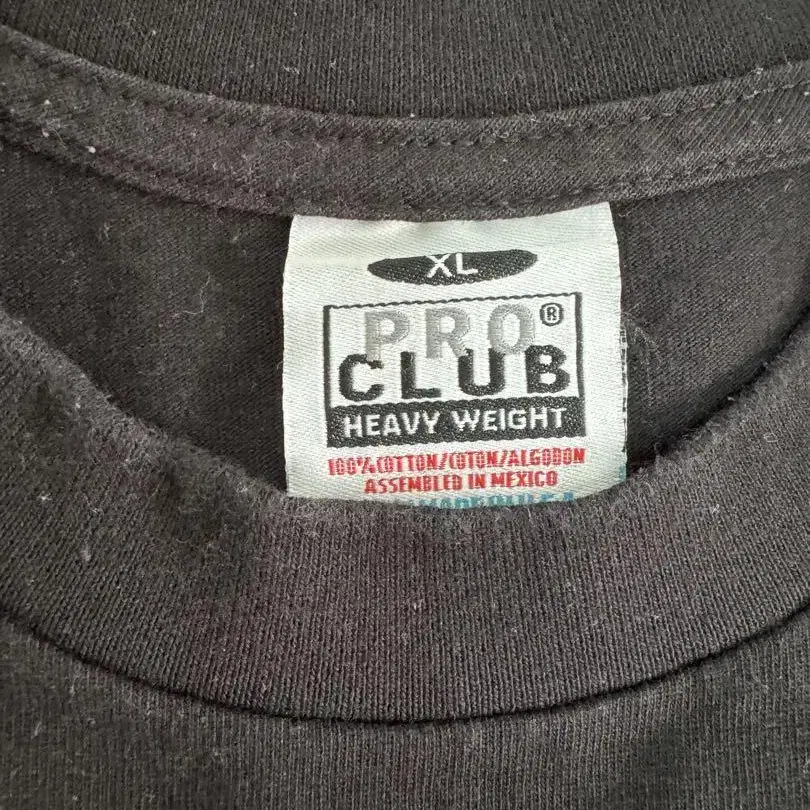 XL
PRO®
CLUB
HEAVY WEIGHT
100% COTTON/COTON/ALGODON
ASSEMBLED IN MEXICO